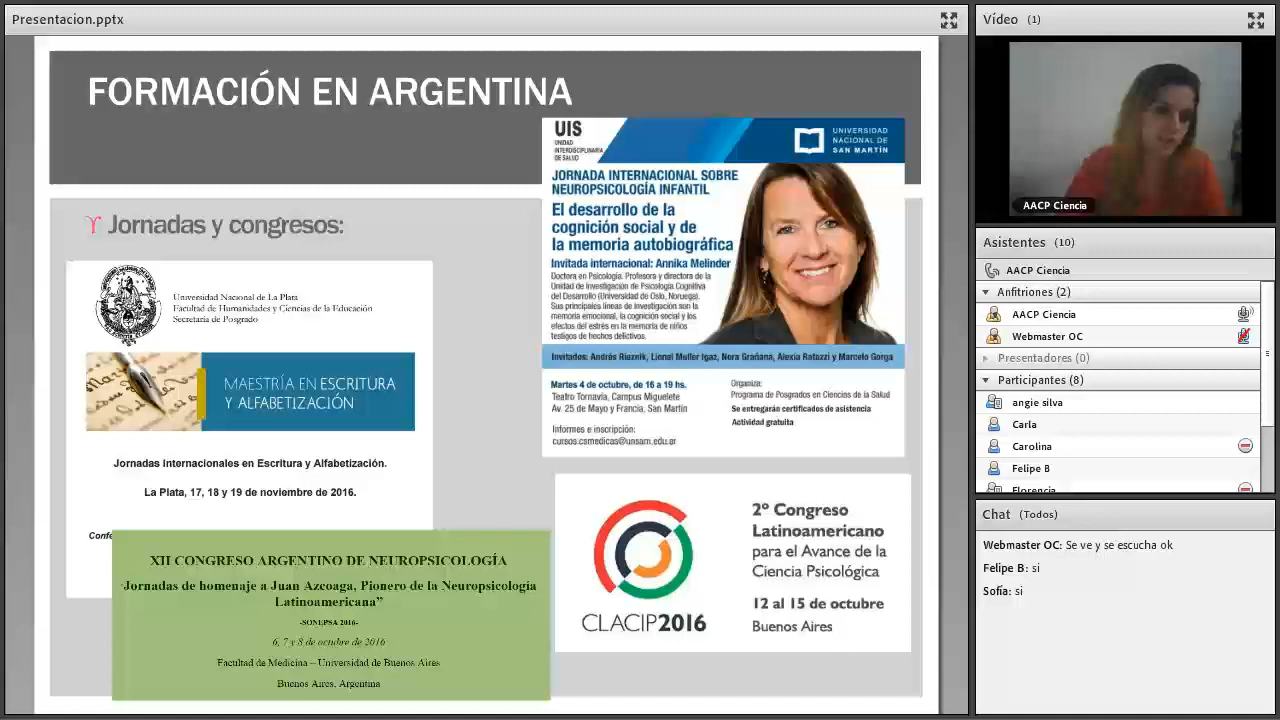 Presentacion.pptx
FORMACIÓN EN ARGENTINA
Jornadas y congresos:
Universidad Nacional de La Plata
Facultad de Humanidades y Ciencias de la Educación
Secretaría de Posgrado
MAESTRÍA EN ESCRITURA
Y ALFABETIZACIÓN
Jornadas Internacionales en Escritura y Alfabetización.
La Plata, 17, 18 y 19 de noviembre de 2016.
Confe
XII CONGRESO ARGENTINO DE NEUROPSICOLOGÍA
"Jornadas de homenaje a Juan Azcoaga, Pionero de la Neuropsicología
Latinoamericana"
-SONEPSA 2016-
6, 7 y 8 de octubre de 2016
Facultad de Medicina – Universidad de Buenos Aires
Buenos Aires, Argentina
UIS
UNIDAD
INTERDISCIPLINARIA
DE SALUD
UNIVERSIDAD
NACIONAL DE
SAN MARTÍN
JORNADA INTERNACIONAL SOBRE
NEUROPSICOLOGÍA INFANTIL
El desarrollo de la
cognición social y de
la memoria autobiográfica
Invitada internacional: Annika Melinder
Doctora en Psicología. Profesora y directora de la
Unidad de Investigación de Psicología Cognitiva
del Desarrollo (Universidad de Oslo, Noruega).
Sus principales líneas de investigación son la
memoria emocional, la cognición social y los
efectos del estrés en la memoria de niños
testigos de hechos delictivos.
Invitados: Andrés Rieznik, Lionel Muller Igaz, Nora Grañana, Alexia Ratazzi y Marcelo Gorga
Martes 4 de octubre, de 16 a 19 hs.
Teatro Tornavía, Campus Miguelete
Av. 25 de Mayo y Francia, San Martín
Informes e inscripción:
cursos.csmedicas@unsam.edu.ar
Organiza:
Programa de Posgrados en Ciencias de la Salud
Se entregarán certificados de asistencia
Actividad gratuita
CLACIP2016
2º Congreso
Latinoamericano
para el Avance de la
Ciencia Psicológica
12 al 15 de octubre
Buenos Aires
Vídeo (1)
AACP Ciencia
Asistentes (10)
AACP Ciencia
Anfitriones (2)
AACP Ciencia
Webmaster OC
Presentadores (0)
Participantes (8)
angie silva
Carla
Carolina
Felipe B
Florencia
Chat (Todos)
Webmaster OC: Se ve y se escucha ok
Felipe B: si
Sofía: si